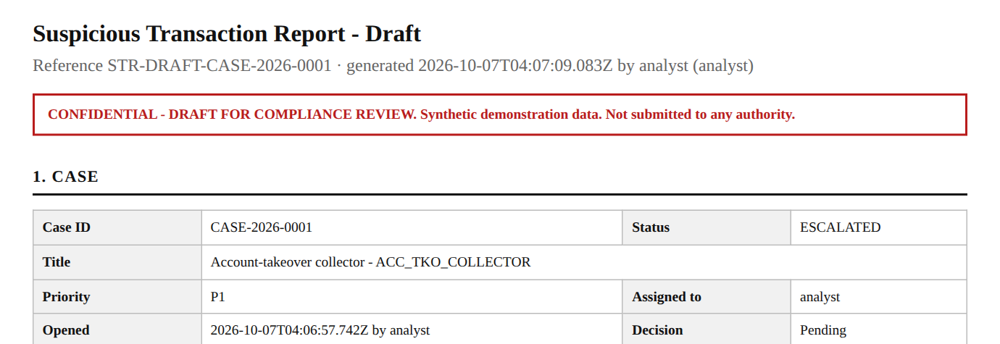 Suspicious Transaction Report - Draft
Reference STR-DRAFT-CASE-2026-0001 · generated 2026-10-07T04:07:09.083Z by analyst (analyst)
CONFIDENTIAL - DRAFT FOR COMPLIANCE REVIEW. Synthetic demonstration data. Not submitted to any authority.
1. CASE
Case ID CASE-2026-0001 Status ESCALATED
Title Account-takeover collector - ACC_TKO_COLLECTOR
Priority P1 Assigned to analyst
Opened 2026-10-07T04:06:57.742Z by analyst Decision Pending